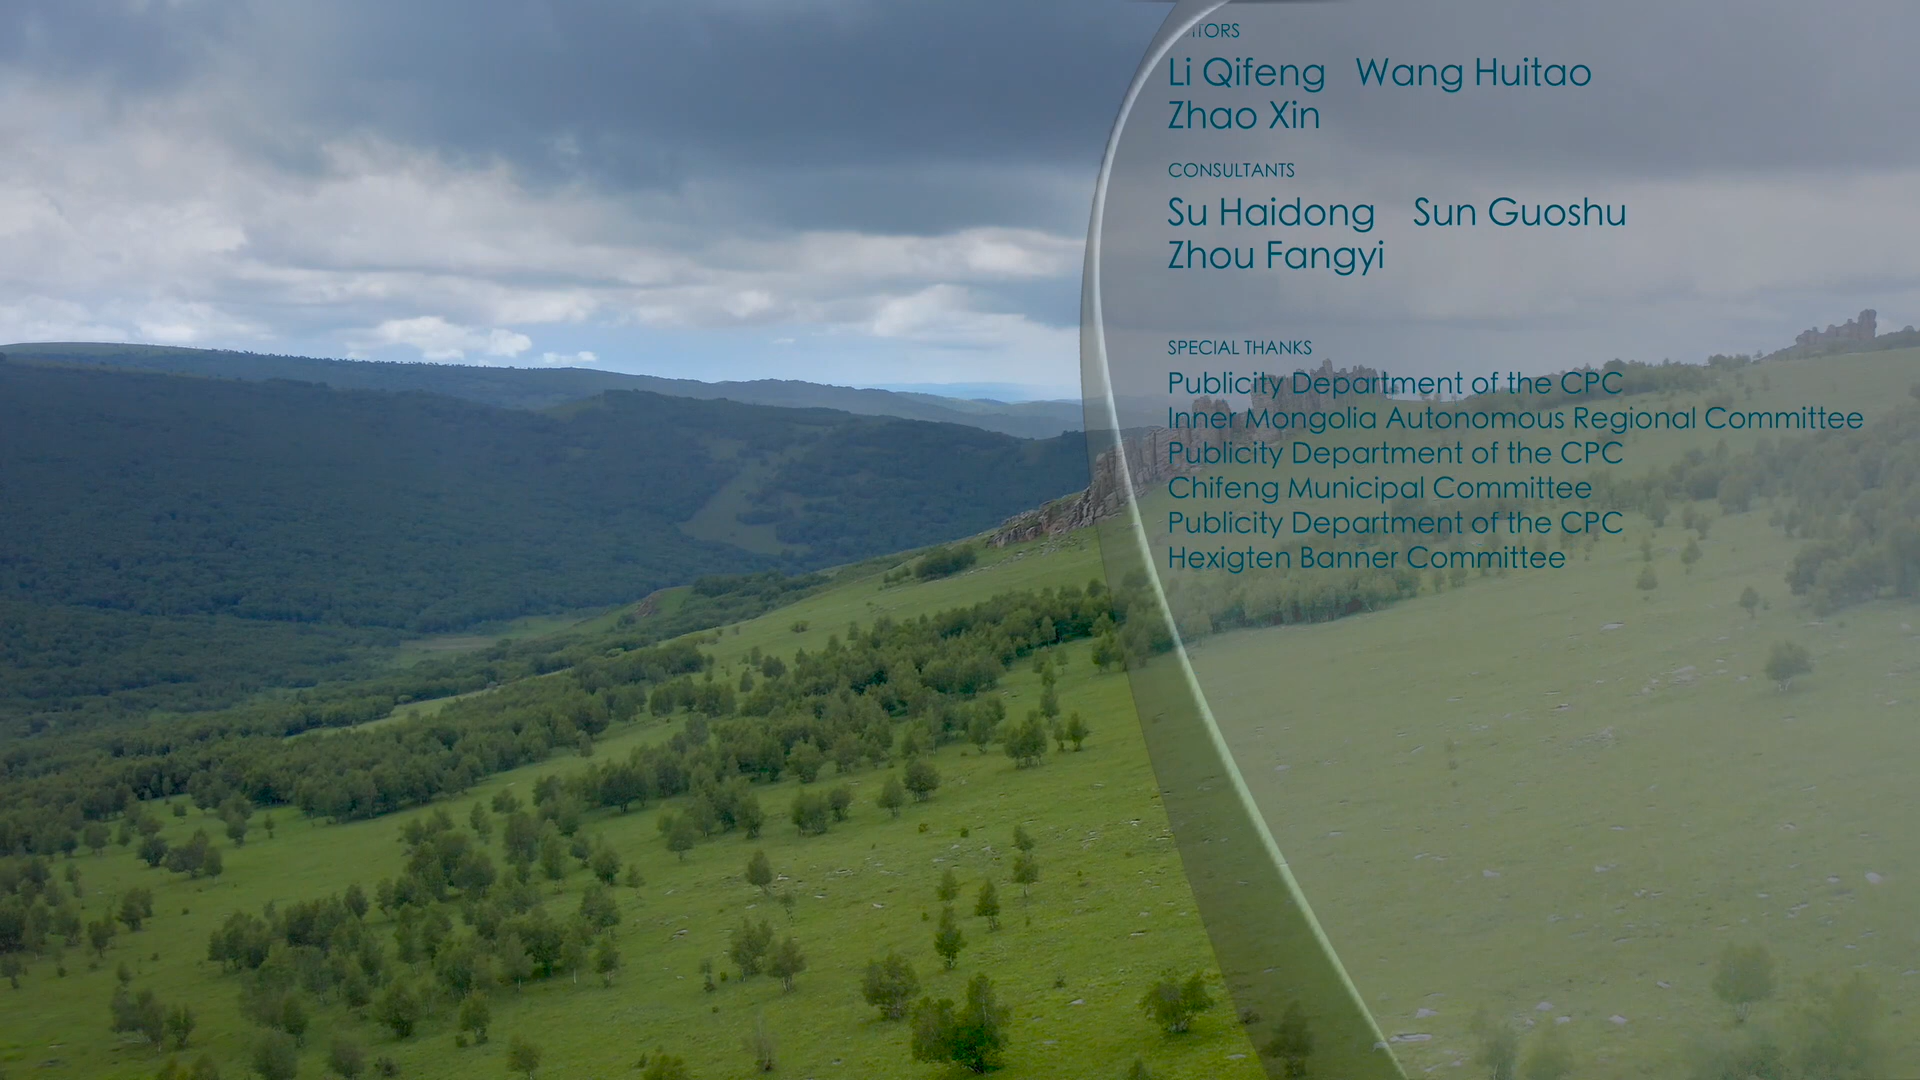 Li Qifeng Wang Huitao
Zhao Xin
CONSULTANTS
Su Haidong Sun Guoshu
Zhou Fangyi
SPECIAL THANKS
Publicity Department of the CPC
Inner Mongolia Autonomous Regional Committee
Publicity Department of the CPC
Chifeng Municipal Committee
Publicity Department of the CPC
Hexigten Banner Committee